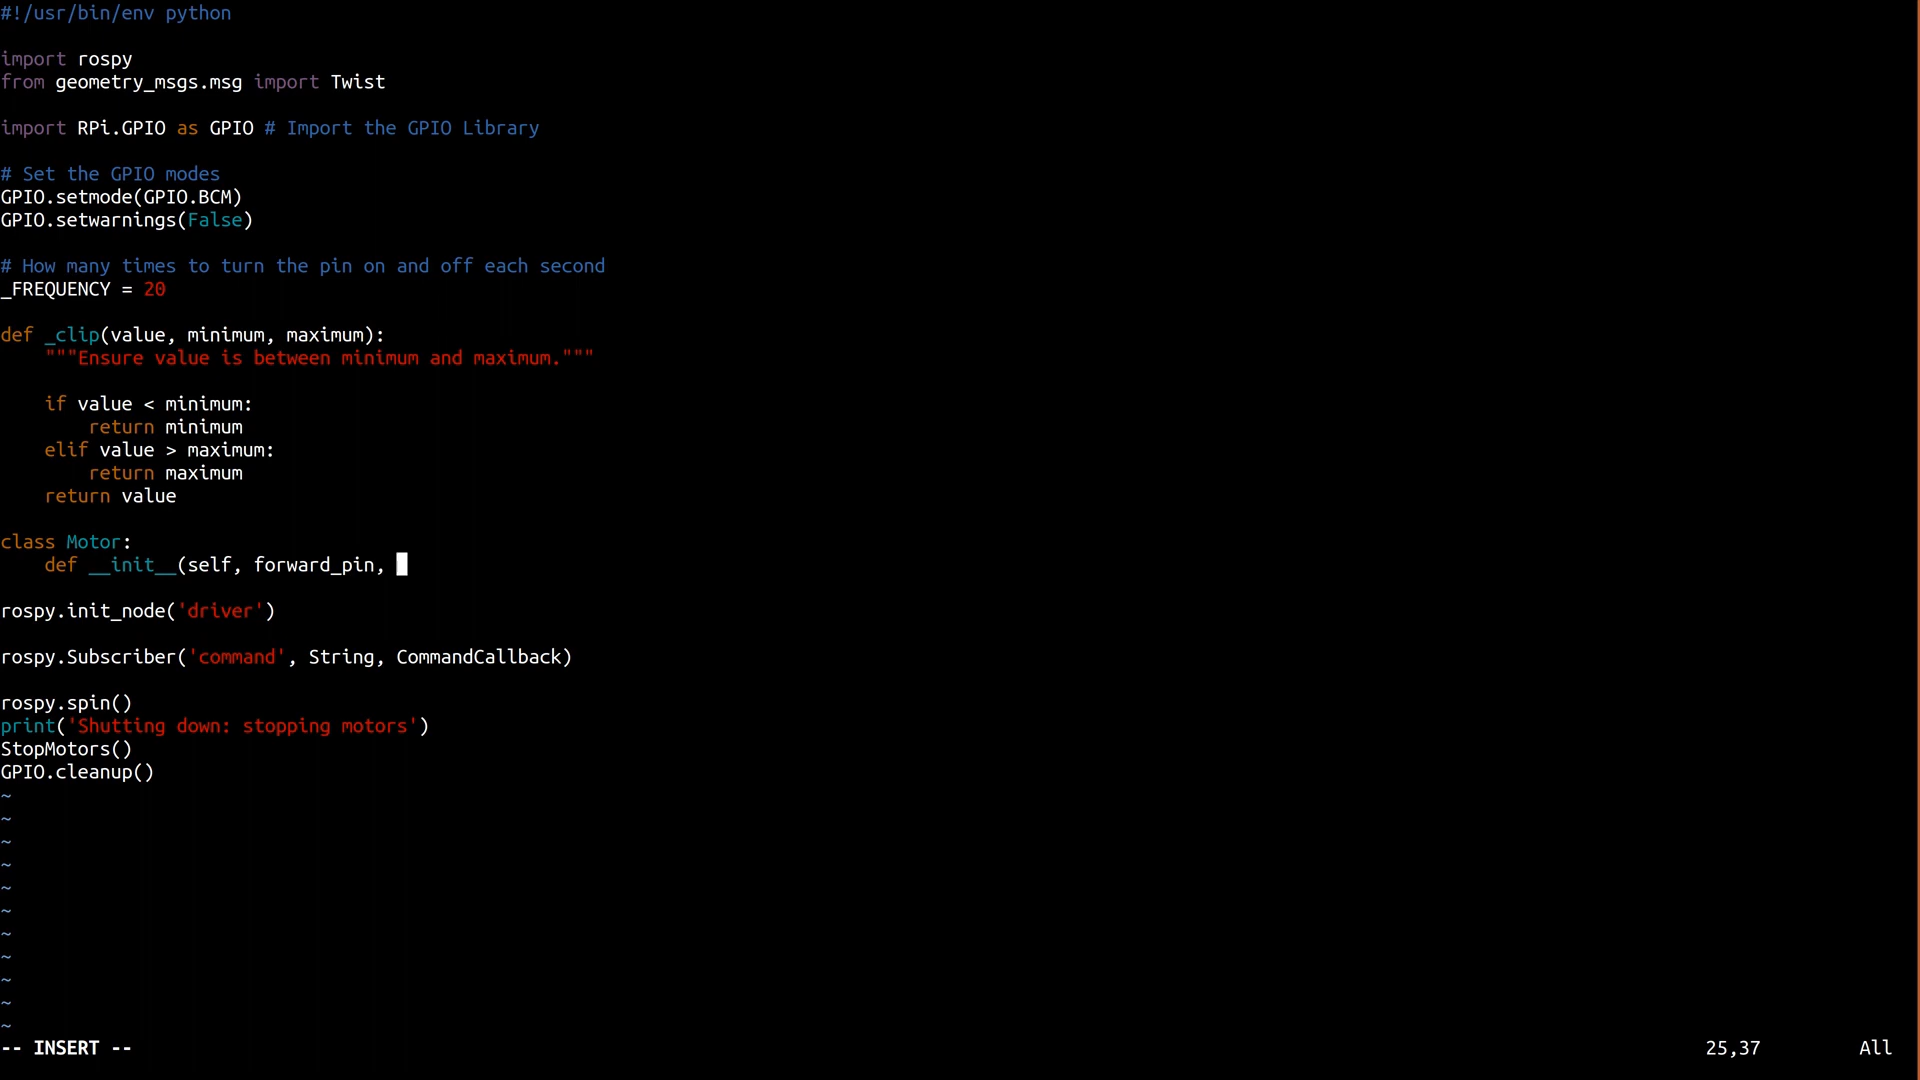 #!/usr/bin/env python
import rospy
from geometry_msgs.msg import Twist
import RPi.GPIO as GPIO # Import the GPIO Library
# Set the GPIO modes
GPIO.setmode(GPIO.BCM)
GPIO.setwarnings(False)
# How many times to turn the pin on and off each second
_FREQUENCY = 20
def _clip(value, minimum, maximum):
    """Ensure value is between minimum and maximum."""
    if value < minimum:
        return minimum
    elif value > maximum:
        return maximum
    return value
class Motor:
    def __init__(self, forward_pin,
rospy.init_node('driver')
rospy.Subscriber('command', String, CommandCallback)
rospy.spin()
print('Shutting down: stopping motors')
StopMotors()
GPIO.cleanup()
~
~
~
~
~
~
~
~
~
~
~
-- INSERT -- 25,37 All